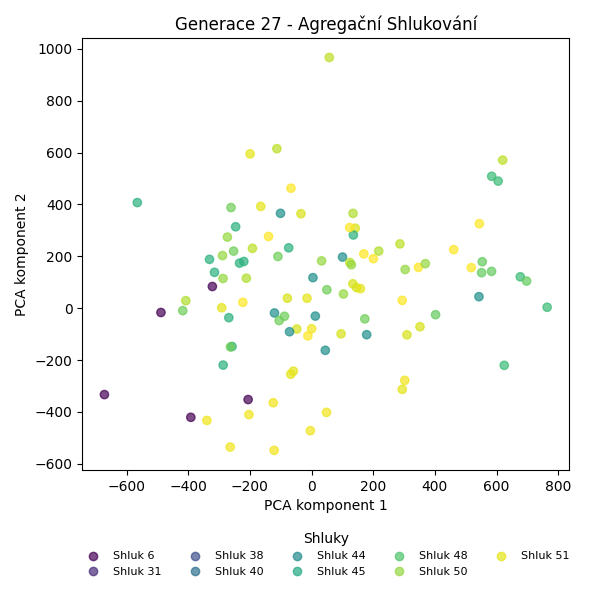 Generace 27 - Agregační Shlukování
PCA komponent 2
1000
800
600
400
200
0
−200
−400
−600
−600 −400 −200 0 200 400 600 800
PCA komponent 1
Shluky
Shluk 6 Shluk 38 Shluk 44 Shluk 48 Shluk 51
Shluk 31 Shluk 40 Shluk 45 Shluk 50